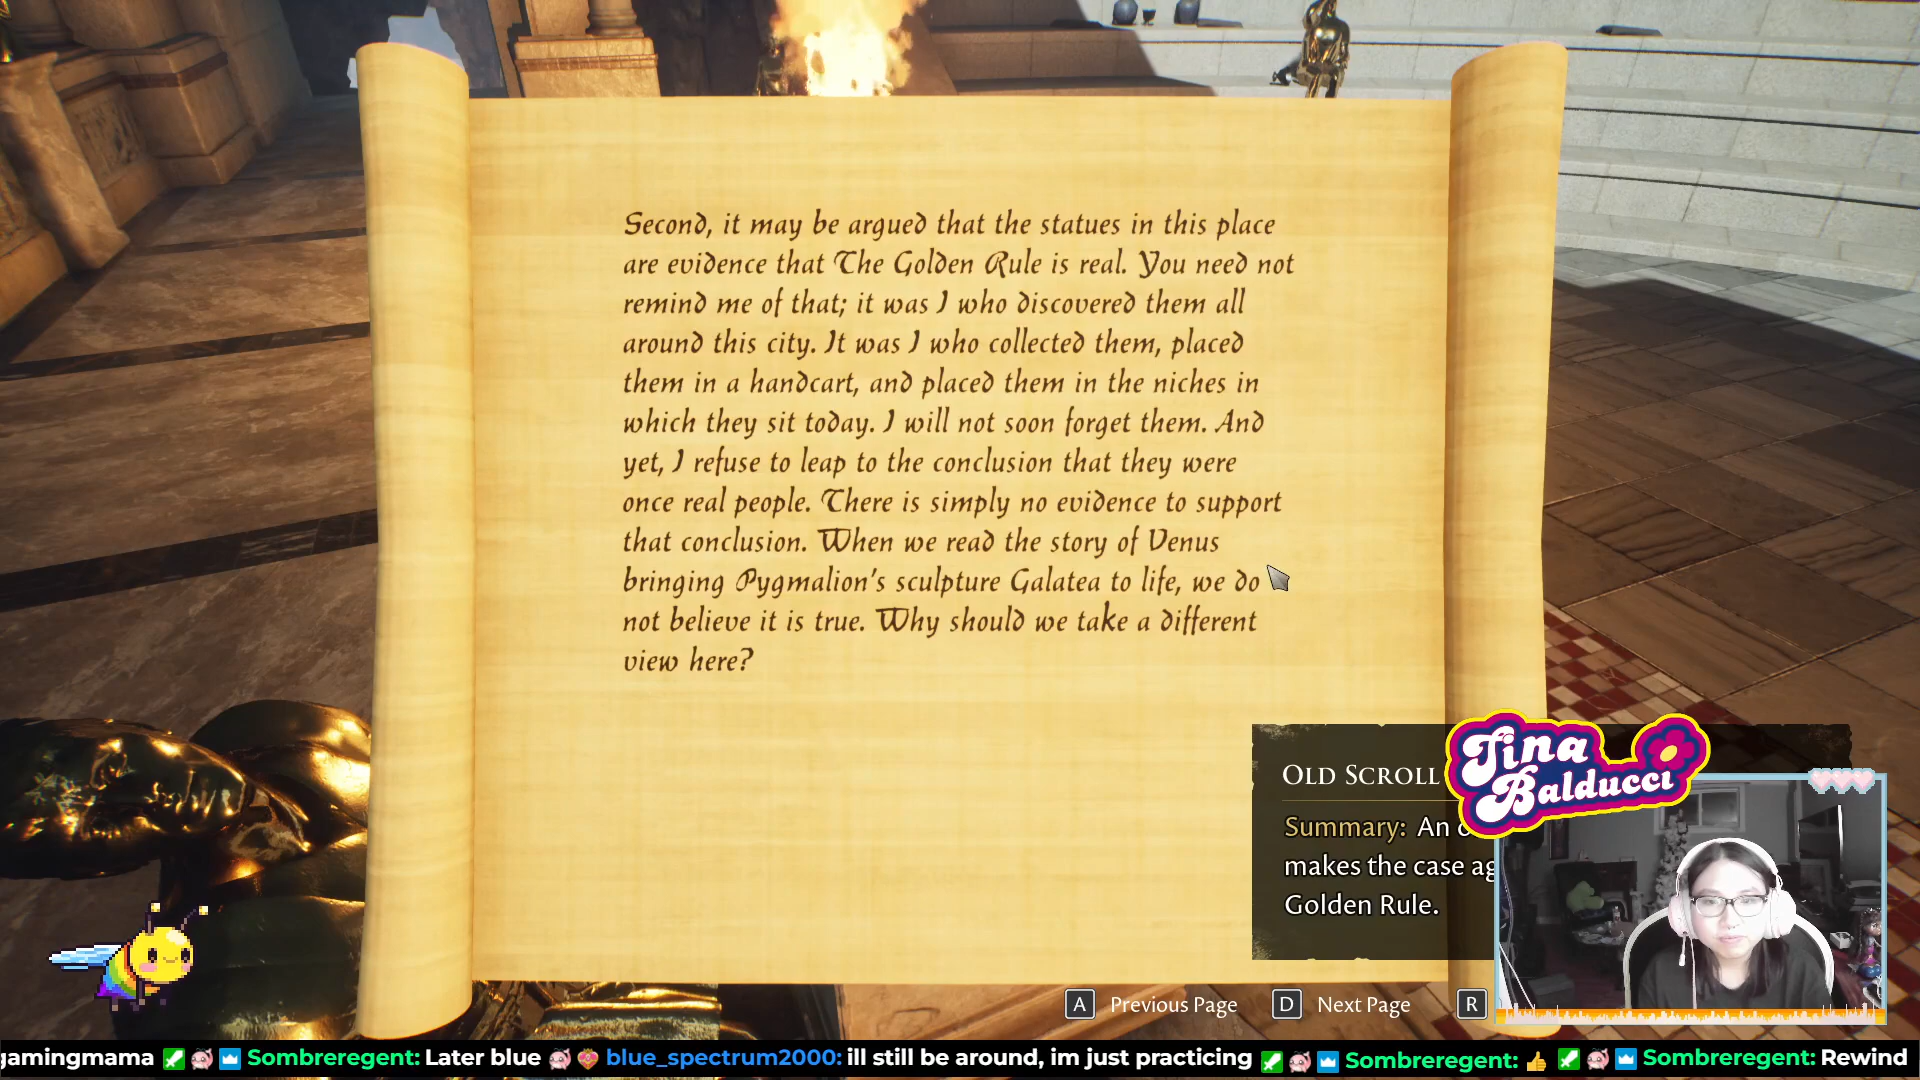 Second, it may be argued that the statues in this place
are evidence that The Golden Rule is real. You need not
remind me of that; it was I who discovered them all
around this city. It was I who collected them, placed
them in a handcart, and placed them in the niches in
which they sit today. I will not soon forget them. And
yet, I refuse to leap to the conclusion that they were
once real people. There is simply no evidence to support
that conclusion. When we read the story of Venus
bringing Pygmalion's sculpture Galatea to life, we do
not believe it is true. Why should we take a different
view here?
OLD SCROLL
Summary: An
makes the case
Golden Rule.
Tina
Balducci
A Previous Page D Next Page R
gamingmama Sombreregent: Later blue blue_spectrum2000: ill still be around, im just practicing Sombreregent: 👍 Sombreregent: Rewind